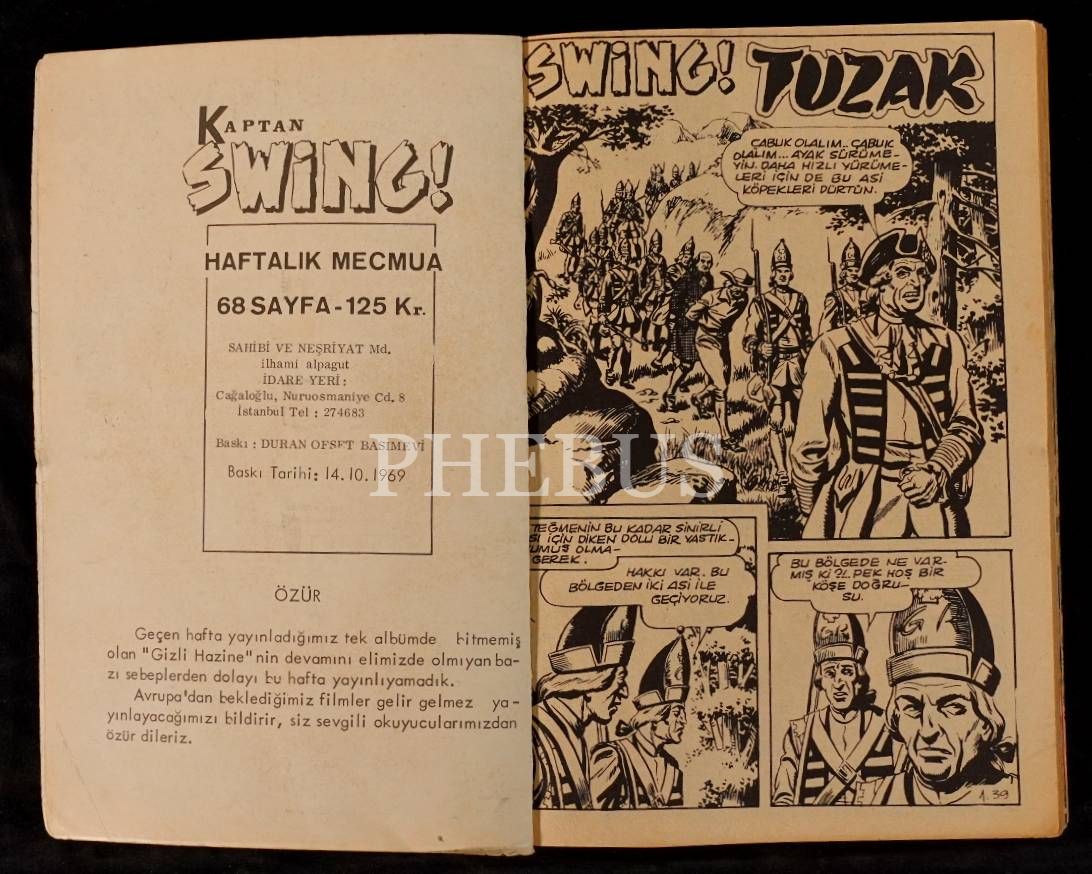 KAPTAN
SWİNG!
HAFTALIK MECMUA
68 SAYFA - 125 Kr.
SAHİBİ VE NEŞRİYAT Md.
ilhami alpagut
İDARE YERİ :
Cağaloğlu, Nuruosmaniye Cd. 8
İstanbul Tel : 274683
Baskı : DURAN OFSET BASIMEVİ
Baskı Tarihi: 14.10.1969
ÖZÜR
Geçen hafta yayınladığımız tek albümde bitmemiş
olan "Gizli Hazine" nin devamını elimizde olmıyan ba-
zı sebeplerden dolayı bu hafta yayınlıyamadık.
Avrupa'dan beklediğimiz filmler gelir gelmez ya-
yınlayacağımızı bildirir, siz sevgili okuyucularımızdan
özür dileriz.
SWİNG! TUZAK
ÇABUK OLALIM.. ÇABUK
OLALIM... AYAK SÜRÜME-
YİN. DAHA HIZLI YÜRÜME-
LERİ İÇİN DE BU ASİ
KÖPEKLERİ DÜRTÜN.
TEĞMENİN BU KADAR SİNİRLİ
Sİ İÇİN DİKEN DOLU BİR YASTIK-
UMUŞ OLMA-
GEREK.
HAKKI VAR. BU
BÖLGEDEN İKİ ASİ İLE
GEÇİYORUZ.
BU BÖLGEDE NE VAR-
MIŞ Kİ ?!. PEK HOŞ BİR
KÖŞE DOĞRU-
SU.
1.39
PHEBUS